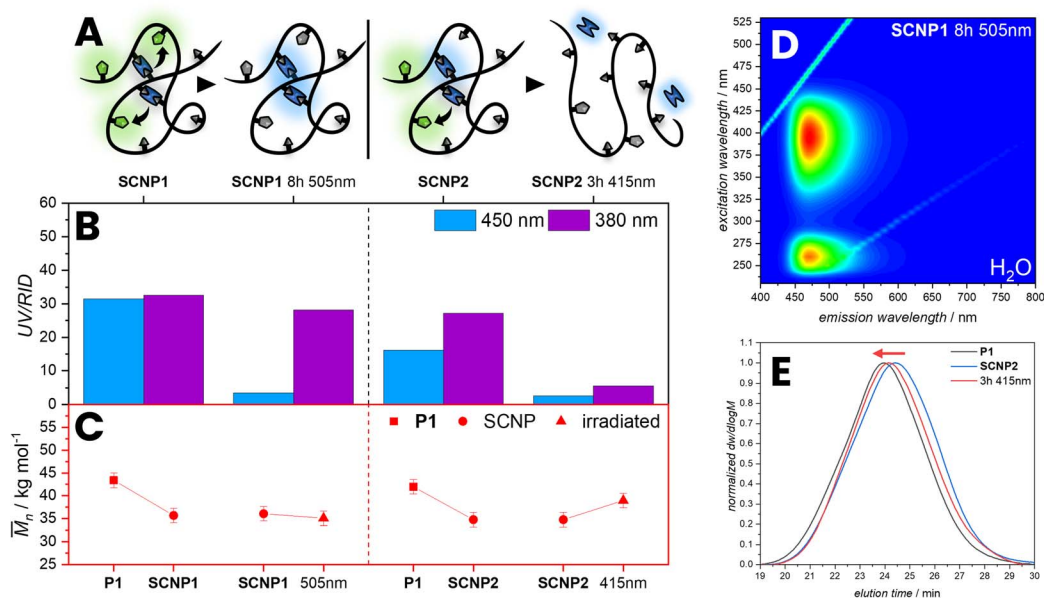 A
SCNP1
SCNP1 8h 505nm
SCNP2
SCNP2 3h 415nm
B
450 nm
380 nm
60
50
40
30
20
10
0
UV/RID
C
P1
SCNP
irradiated
55
50
45
40
35
30
25
M̅n / kg mol⁻¹
P1
SCNP1
SCNP1
505nm
P1
SCNP2
SCNP2
415nm
D
SCNP1 8h 505nm
525
500
475
450
425
400
375
350
325
300
275
250
excitation wavelength / nm
H₂O
400 450 500 550 600 650 700 750 800
emission wavelength / nm
E
P1
SCNP2
3h 415nm
1.1
1.0
0.9
0.8
0.7
0.6
0.5
0.4
0.3
0.2
0.1
0.0
normalized dw/dlogM
19 20 21 22 23 24 25 26 27 28 29 30
elution time / min